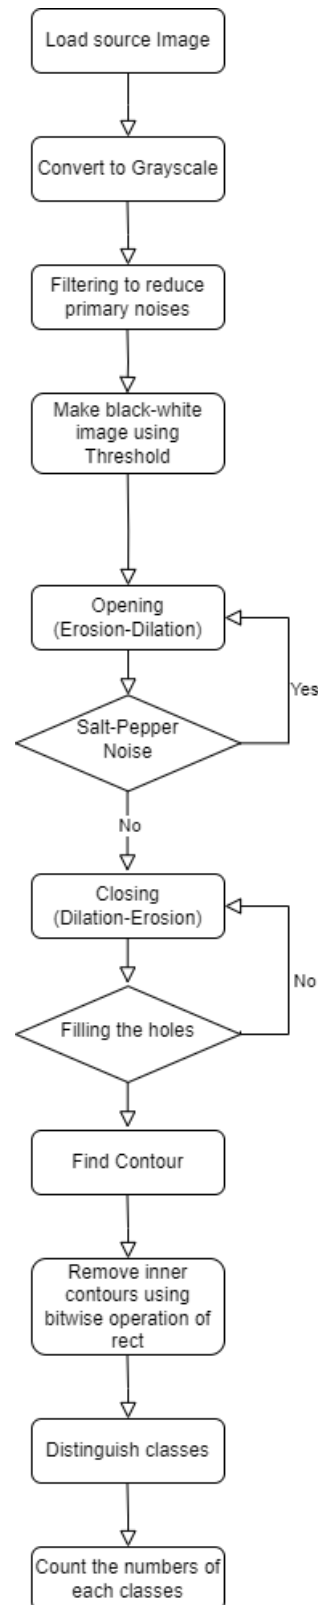 Load source Image
Convert to Grayscale
Filtering to reduce
primary noises
Make black-white
image using
Threshold
Opening
(Erosion-Dilation)
Yes
Salt-Pepper
Noise
No
Closing
(Dilation-Erosion)
No
Filling the holes
Find Contour
Remove inner
contours using
bitwise operation of
rect
Distinguish classes
Count the numbers of
each classes